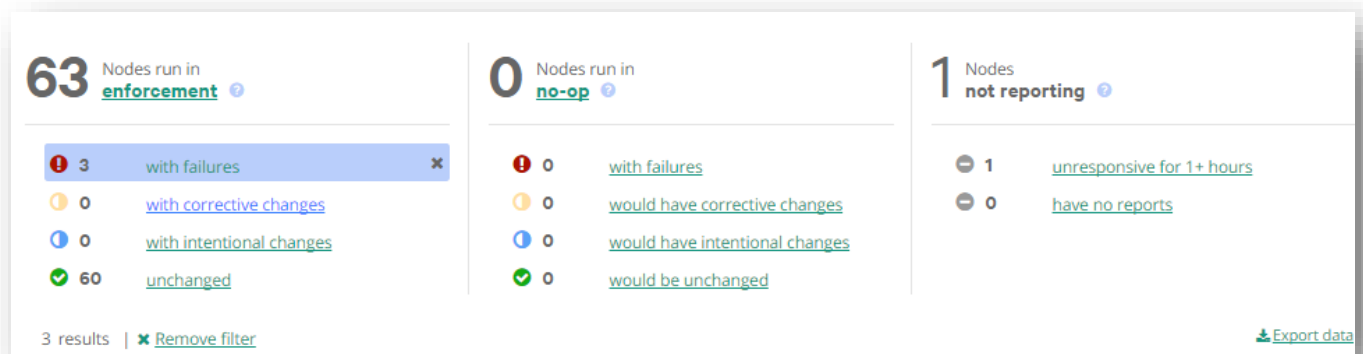 63 Nodes run in
enforcement ?
! 3 with failures ✖
0 with corrective changes
0 with intentional changes
60 unchanged
0 Nodes run in
no-op ?
! 0 with failures
0 would have corrective changes
0 would have intentional changes
0 would be unchanged
1 Nodes
not reporting ?
1 unresponsive for 1+ hours
0 have no reports
3 results | ✖ Remove filter
Export data